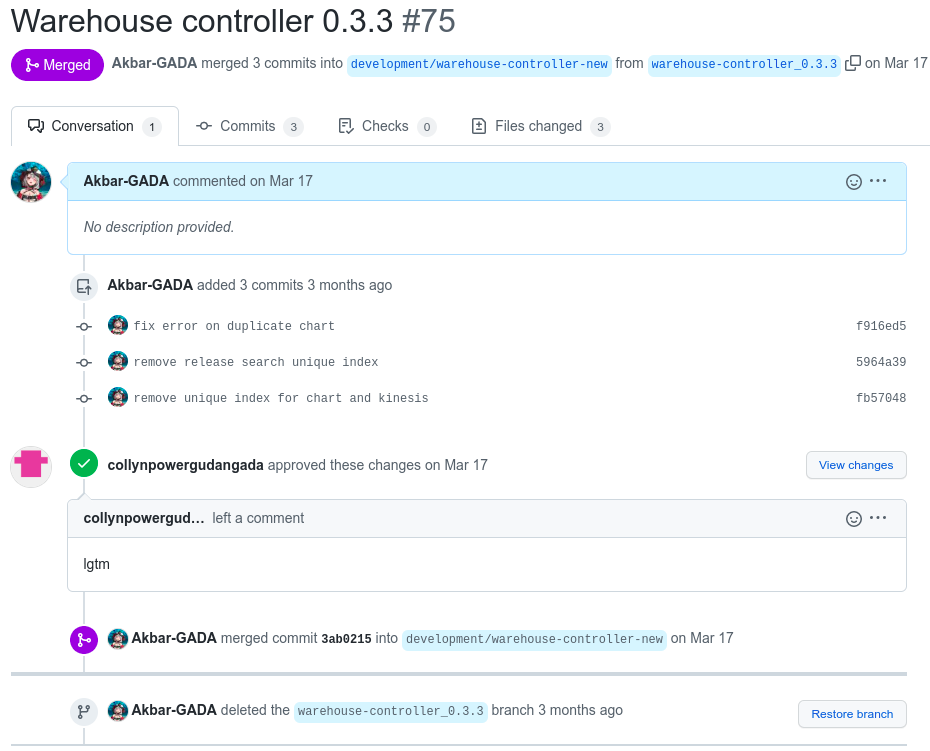 Warehouse controller 0.3.3 #75
Merged Akbar-GADA merged 3 commits into development/warehouse-controller-new from warehouse-controller_0.3.3 on Mar 17
Conversation 1 Commits 3 Checks 0 Files changed 3
Akbar-GADA commented on Mar 17 ...
No description provided.
Akbar-GADA added 3 commits 3 months ago
fix error on duplicate chart f916ed5
remove release search unique index 5964a39
remove unique index for chart and kinesis fb57048
collynpowergudangada approved these changes on Mar 17 View changes
collynpowergud... left a comment ...
lgtm
Akbar-GADA merged commit 3ab0215 into development/warehouse-controller-new on Mar 17
Akbar-GADA deleted the warehouse-controller_0.3.3 branch 3 months ago Restore branch